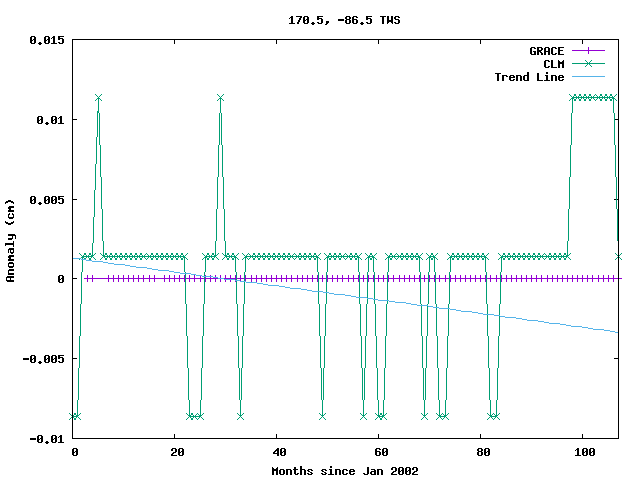 170.5, -86.5 TWS
GRACE
CLM
Trend Line
0.015
0.01
0.005
0
-0.005
-0.01
Anomaly (cm)
0 20 40 60 80 100
Months since Jan 2002